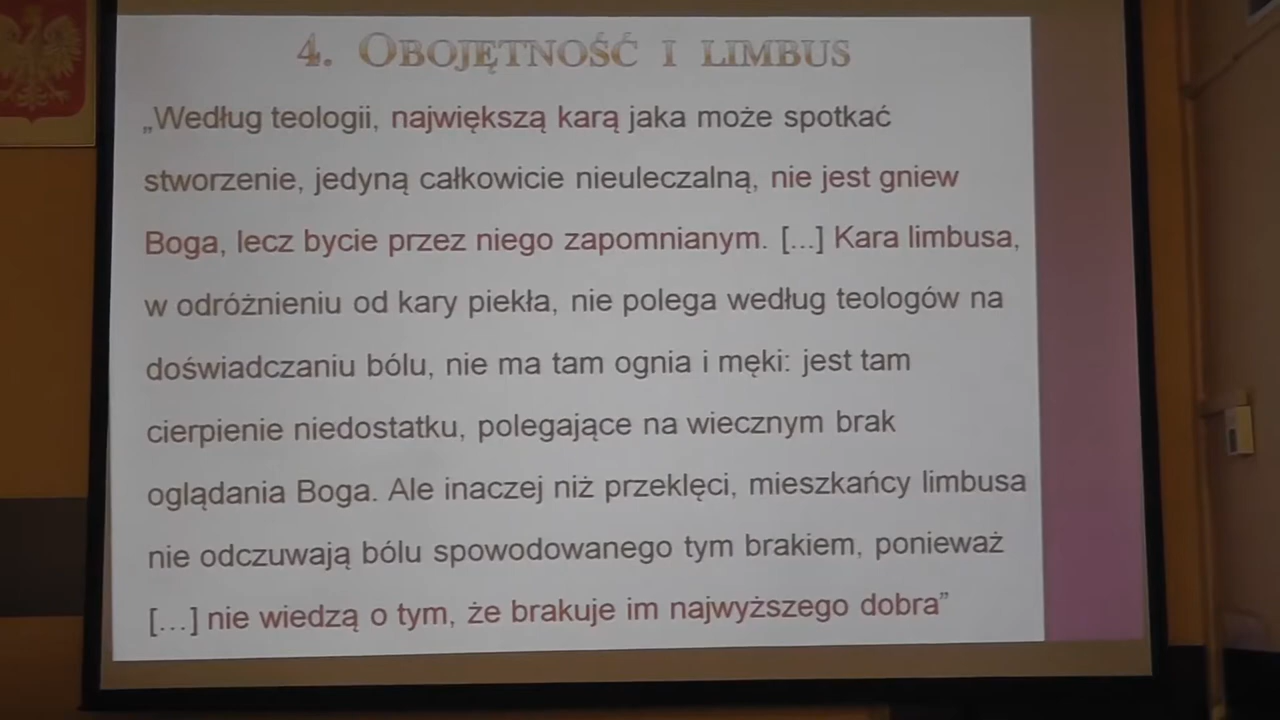 4. OBOJĘTNOŚĆ I LIMBUS
„Według teologii, największą karą jaka może spotkać
stworzenie, jedyną całkowicie nieuleczalną, nie jest gniew
Boga, lecz bycie przez niego zapomnianym. [...] Kara limbusa,
w odróżnieniu od kary piekła, nie polega według teologów na
doświadczaniu bólu, nie ma tam ognia i męki: jest tam
cierpienie niedostatku, polegające na wiecznym brak
oglądania Boga. Ale inaczej niż przeklęci, mieszkańcy limbusa
nie odczuwają bólu spowodowanego tym brakiem, ponieważ
[...] nie wiedzą o tym, że brakuje im najwyższego dobra”